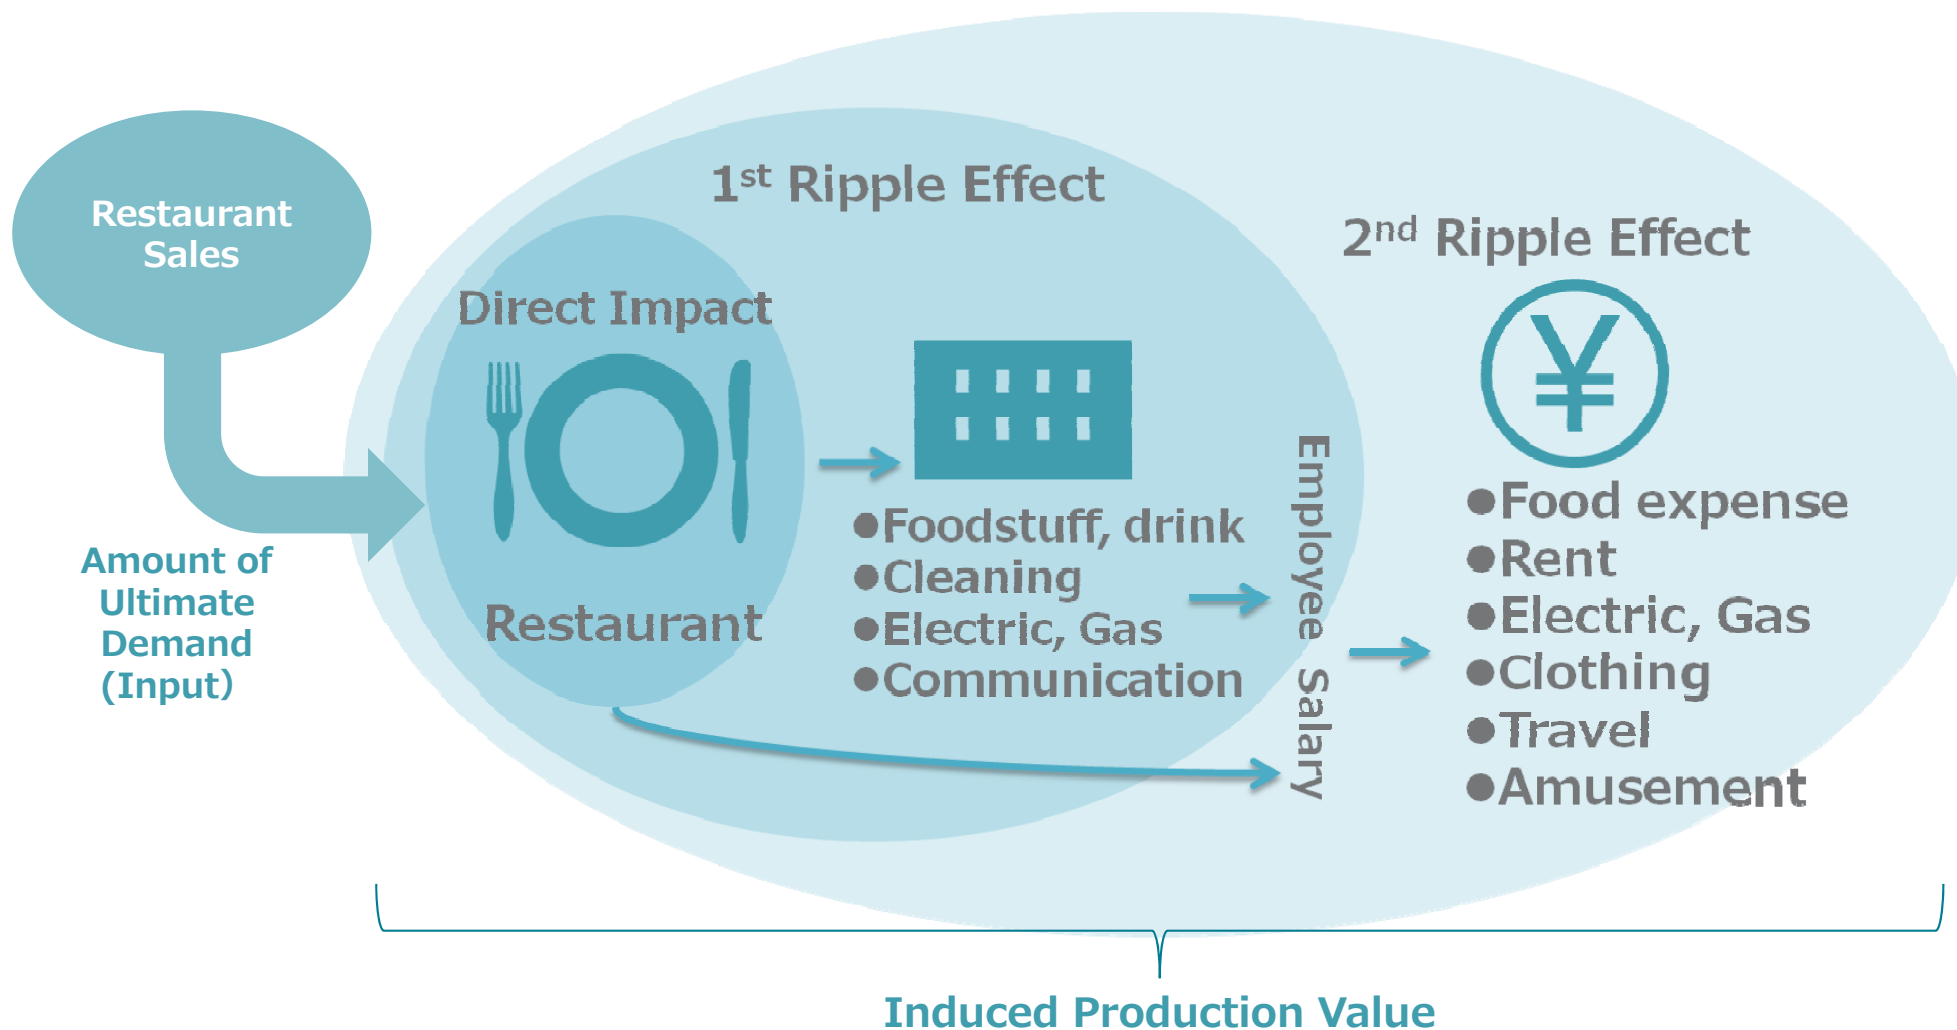 Restaurant
Sales
Amount of
Ultimate
Demand
(Input)
Direct Impact
Restaurant
1st Ripple Effect
●Foodstuff, drink
●Cleaning
●Electric, Gas
●Communication
Employee Salary
2nd Ripple Effect
¥
●Food expense
●Rent
●Electric, Gas
●Clothing
●Travel
●Amusement
Induced Production Value